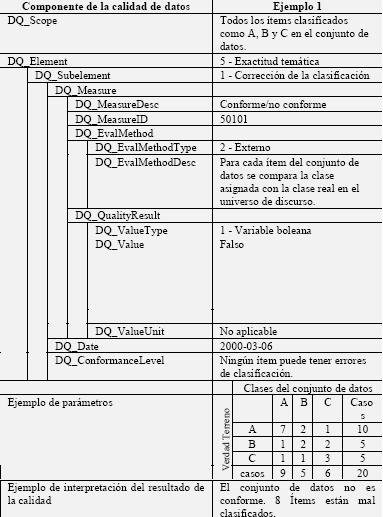 Componente de la calidad de datos Ejemplo 1
DQ_Scope Todos los ítems clasificados
como A, B y C en el conjunto de
datos.
DQ_Element 5 - Exactitud temática
DQ_Subelement 1 - Corrección de la clasificación
DQ_Measure
DQ_MeasureDesc Conforme/no conforme
DQ_MeasureID 50101
DQ_EvalMethod
DQ_EvalMethodType 2 - Externo
DQ_EvalMethodDesc Para cada ítem del conjunto de
datos se compara la clase
asignada con la clase real en el
universo de discurso.
DQ_QualityResult
DQ_ValueType 1 - Variable boleana
DQ_Value Falso
DQ_ValueUnit No aplicable
DQ_Date 2000-03-06
DQ_ConformanceLevel Ningún ítem puede tener errores
de clasificación.
Clases del conjunto de datos
Ejemplo de parámetros Verdad Terreno A B C Caso
s
A 7 2 1 10
B 1 2 2 5
C 1 1 3 5
casos 9 5 6 20
Ejemplo de interpretación del resultado de El conjunto de datos no es
la calidad conforme. 8 Ítems están mal
clasificados.